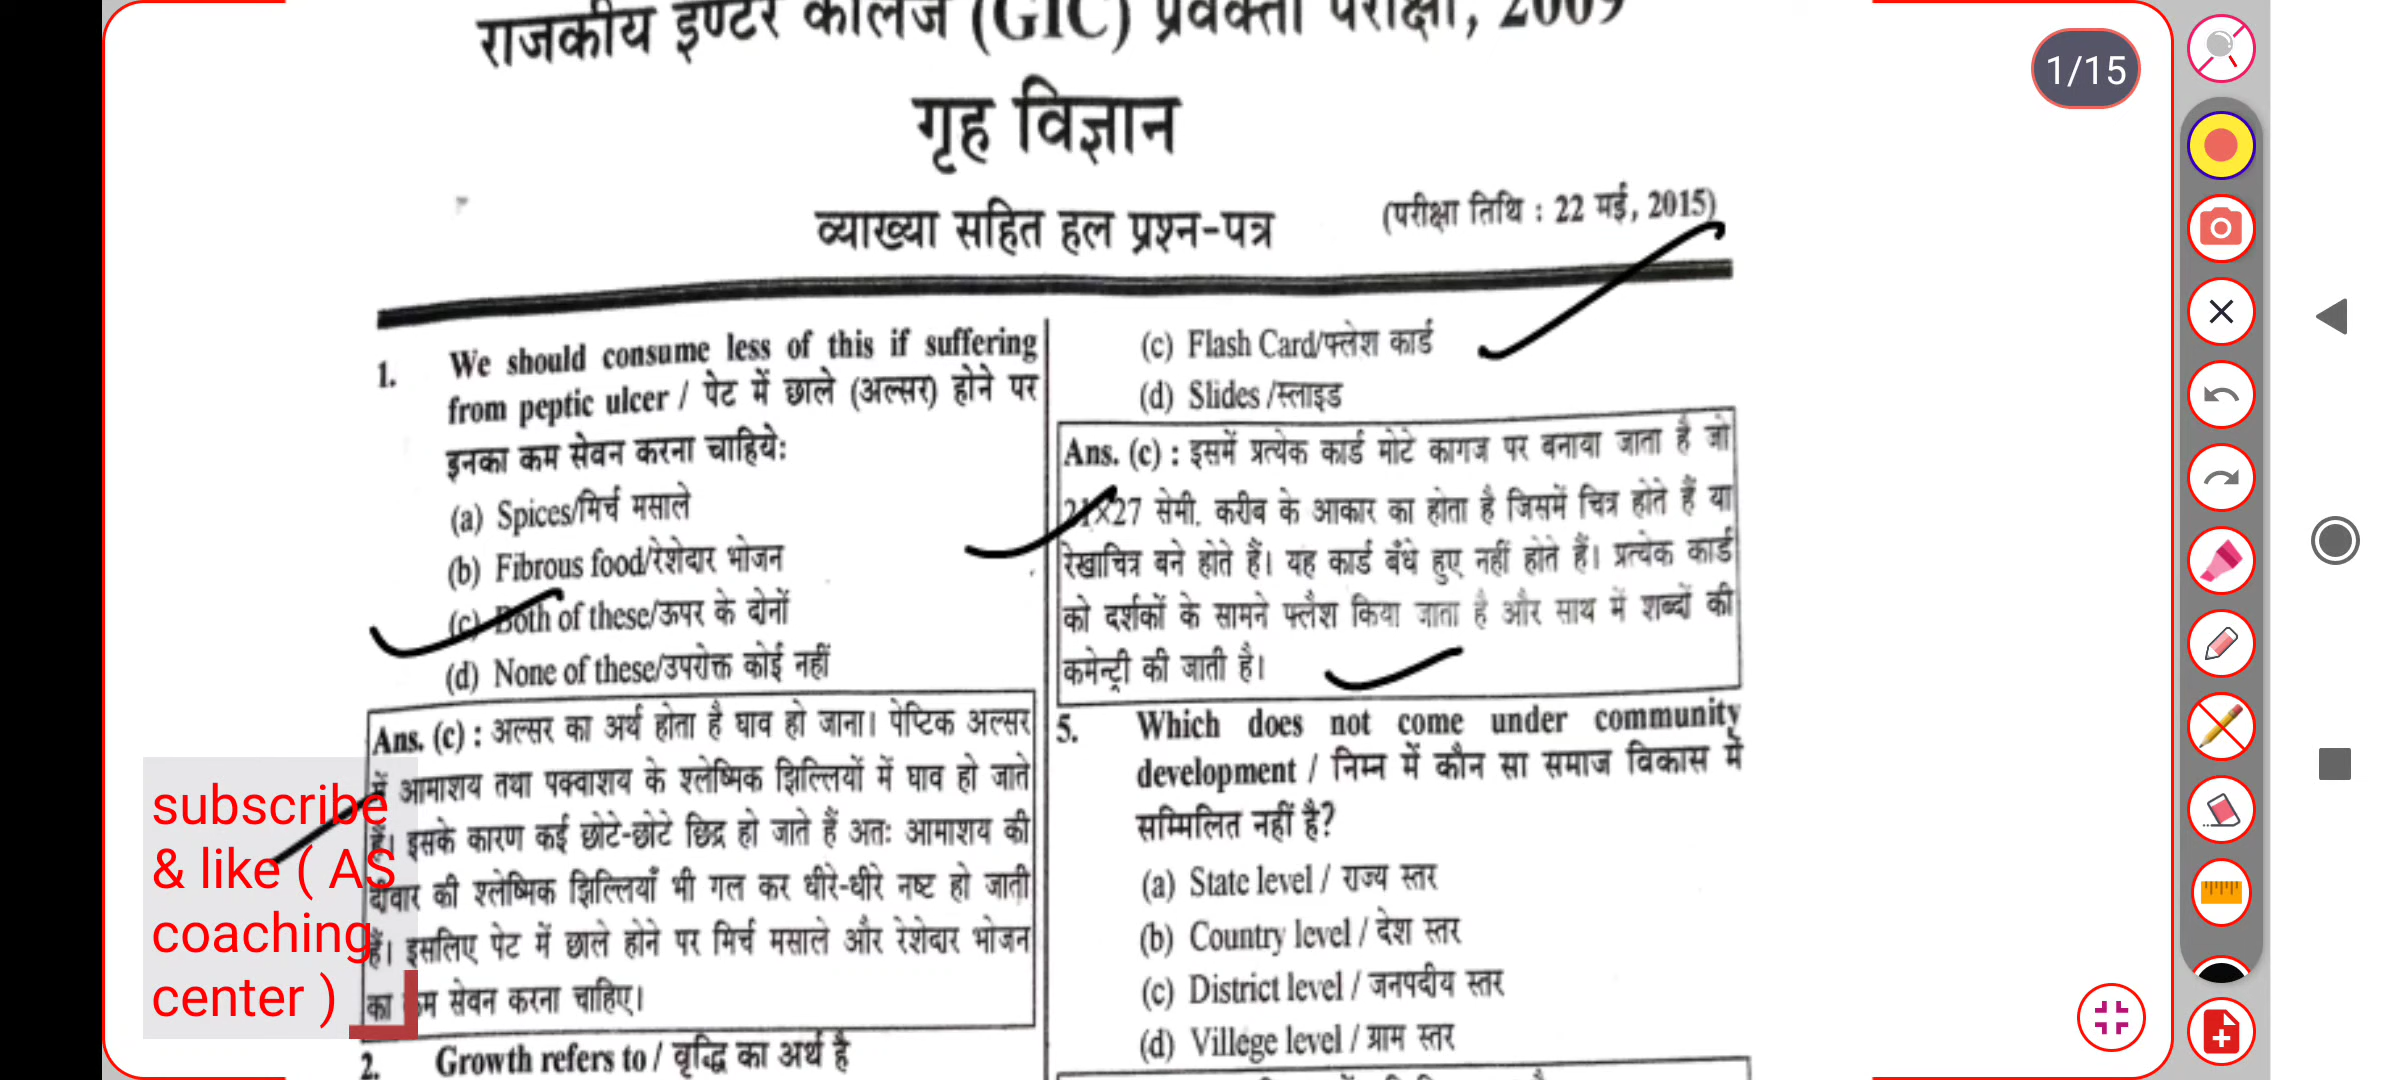 राजकीय इण्टर कॉलेज (GIC) प्रवक्ता परीक्षा, 2009
1/15
गृह विज्ञान
व्याख्या सहित हल प्रश्न-पत्र
(परीक्षा तिथि : 22 मई, 2015)
1. We should consume less of this if suffering
from peptic ulcer / पेट में छाले (अल्सर) होने पर
इनका कम सेवन करना चाहिये:
(a) Spices/मिर्च मसाले
(b) Fibrous food/रेशेदार भोजन
(c) Both of these/ऊपर के दोनों
(d) None of these/उपरोक्त कोई नहीं
Ans. (c) : अल्सर का अर्थ होता है घाव हो जाना। पेप्टिक अल्सर
में आमाशय तथा पक्वाशय के श्लेष्मिक झिल्लियों में घाव हो जाते
हैं। इसके कारण कई छोटे-छोटे छिद्र हो जाते हैं अतः आमाशय की
दीवार की श्लेष्मिक झिल्लियाँ भी गल कर धीरे-धीरे नष्ट हो जाती
हैं। इसलिए पेट में छाले होने पर मिर्च मसाले और रेशेदार भोजन
का कम सेवन करना चाहिए।
2. Growth refers to / वृद्धि का अर्थ है
(c) Flash Card/फ्लेश कार्ड
(d) Slides /स्लाइड
Ans. (c) : इसमें प्रत्येक कार्ड मोटे कागज पर बनाया जाता है जो
21×27 सेमी. करीब के आकार का होता है जिसमें चित्र होते हैं या
रेखाचित्र बने होते हैं। यह कार्ड बँधे हुए नहीं होते हैं। प्रत्येक कार्ड
को दर्शकों के सामने फ्लैश किया जाता है और साथ में शब्दों की
कमेन्ट्री की जाती है।
5. Which does not come under community
development / निम्न में कौन सा समाज विकास में
सम्मिलित नहीं है?
(a) State level / राज्य स्तर
(b) Country level / देश स्तर
(c) District level / जनपदीय स्तर
(d) Villege level / ग्राम स्तर
subscribe
& like ( AS
coaching
center )